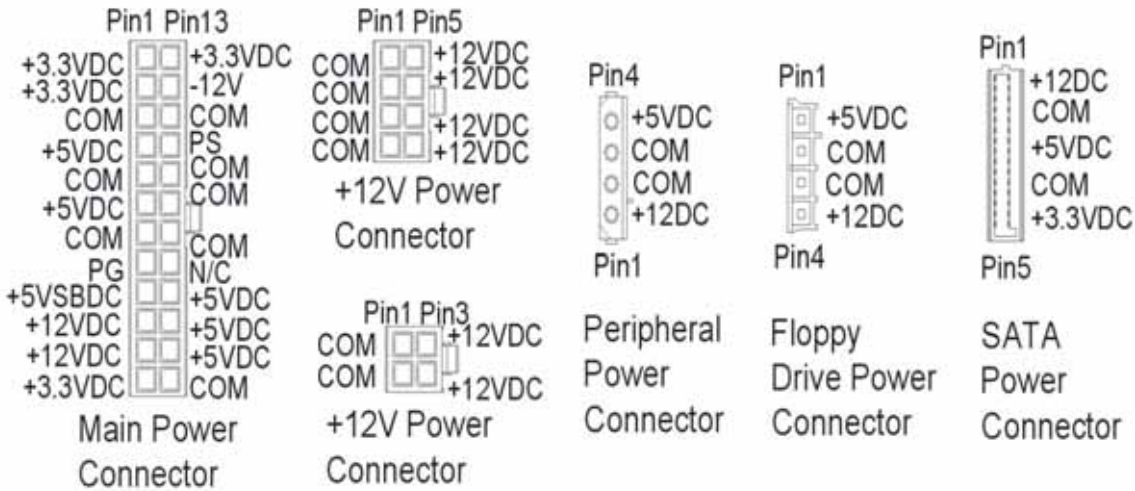 Pin1 Pin13
+3.3VDC
+3.3VDC
COM
+5VDC
COM
+5VDC
COM
PG
+5VSBDC
+12VDC
+12VDC
+3.3VDC
+3.3VDC
-12V
COM
PS
COM
COM
COM
N/C
+5VDC
+5VDC
+5VDC
COM
Main Power
Connector
Pin1 Pin5
COM
COM
COM
COM
+12VDC
+12VDC
+12VDC
+12VDC
+12V Power
Connector
Pin1 Pin3
COM
COM
+12VDC
+12VDC
+12V Power
Connector
Pin4
+5VDC
COM
COM
+12DC
Pin1
Peripheral
Power
Connector
Pin1
+5VDC
COM
COM
+12DC
Pin4
Floppy
Drive Power
Connector
Pin1
+12DC
COM
+5VDC
COM
+3.3VDC
Pin5
SATA
Power
Connector